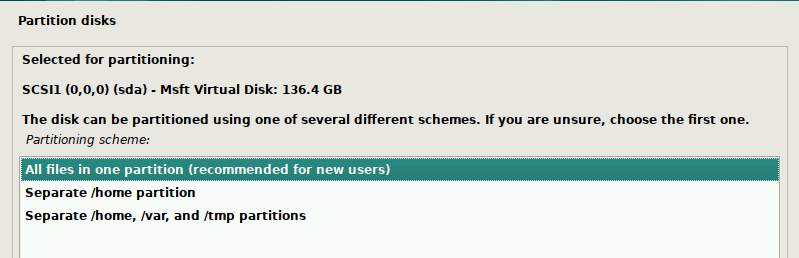 Partition disks
Selected for partitioning:
SCSI1 (0,0,0) (sda) - Msft Virtual Disk: 136.4 GB
The disk can be partitioned using one of several different schemes. If you are unsure, choose the first one.
Partitioning scheme:
All files in one partition (recommended for new users)
Separate /home partition
Separate /home, /var, and /tmp partitions